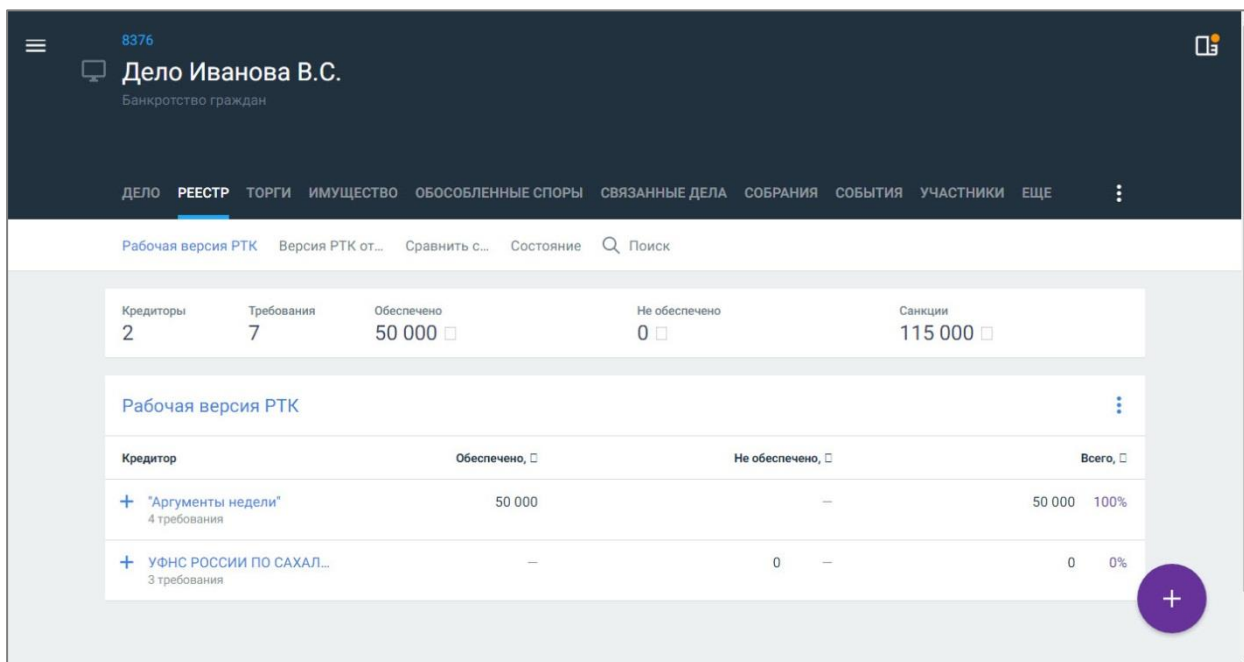 8376
Дело Иванова В.С.
Банкротство граждан
ДЕЛО РЕЕСТР ТОРГИ ИМУЩЕСТВО ОБОСОБЛЕННЫЕ СПОРЫ СВЯЗАННЫЕ ДЕЛА СОБРАНИЯ СОБЫТИЯ УЧАСТНИКИ ЕЩЕ
Рабочая версия РТК Версия РТК от... Сравнить с... Состояние Поиск
Кредиторы Требования Обеспечено Не обеспечено Санкции
2 7 50 000 □ 0 □ 115 000 □
Рабочая версия РТК
Кредитор Обеспечено, □ Не обеспечено, □ Всего, □
+ "Аргументы недели" 50 000 — 50 000 100%
4 требования
+ УФНС РОССИИ ПО САХАЛ... — 0 — 0 0%
3 требования
+